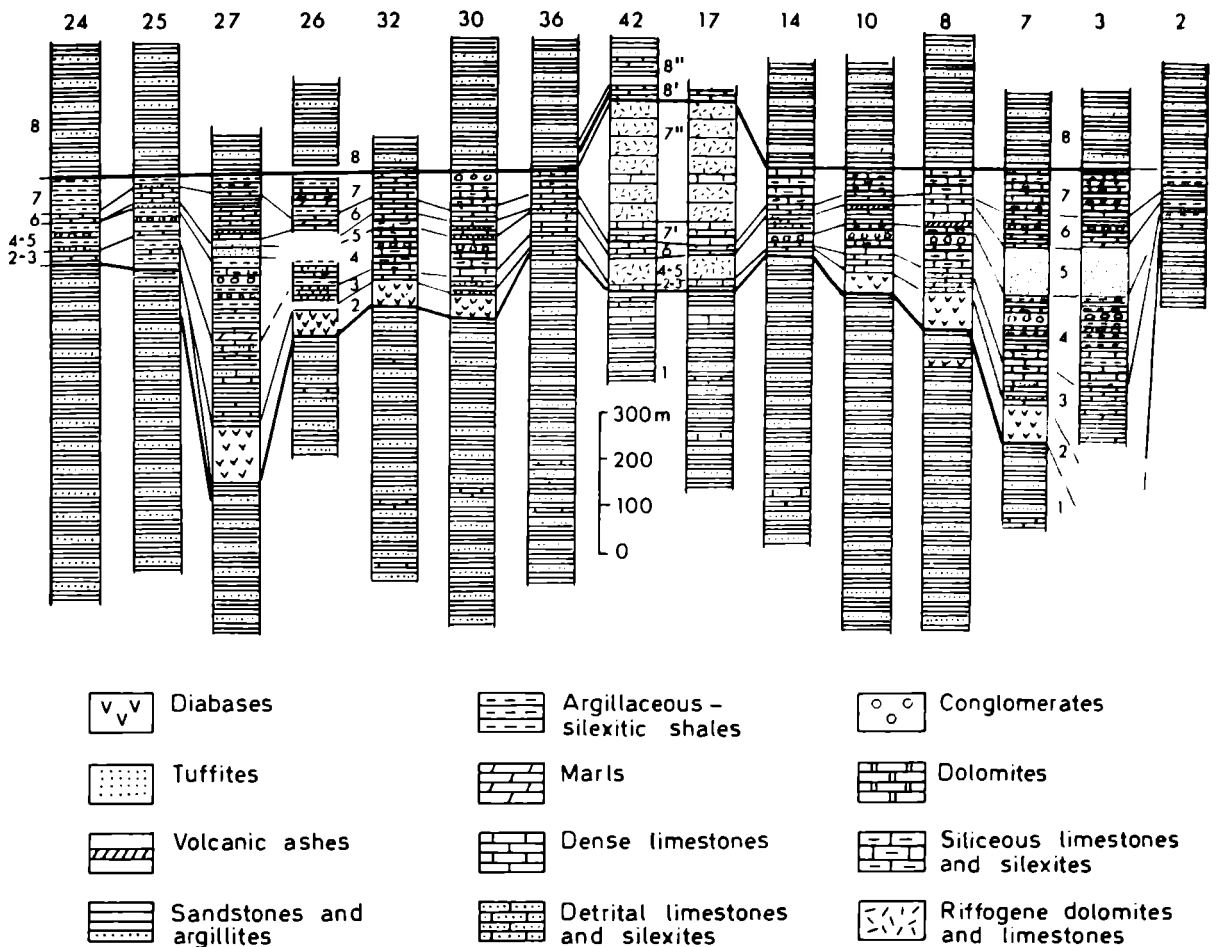 24 25 27 26 32 30 36 42 17 14 10 8 7 3 2
8"
8'
8
7"
8
8
7
7
7
6
6
6
5
7'
4-5
4
6
5
2-3
3
4-5
2
2-3
4
1
3
300 m
2
200
1
100
0
Diabases
Argillaceous –
silexitic shales
Conglomerates
Tuffites
Marls
Dolomites
Volcanic ashes
Dense limestones
Siliceous limestones
and silexites
Sandstones and
argillites
Detrital limestones
and silexites
Riffogene dolomites
and limestones